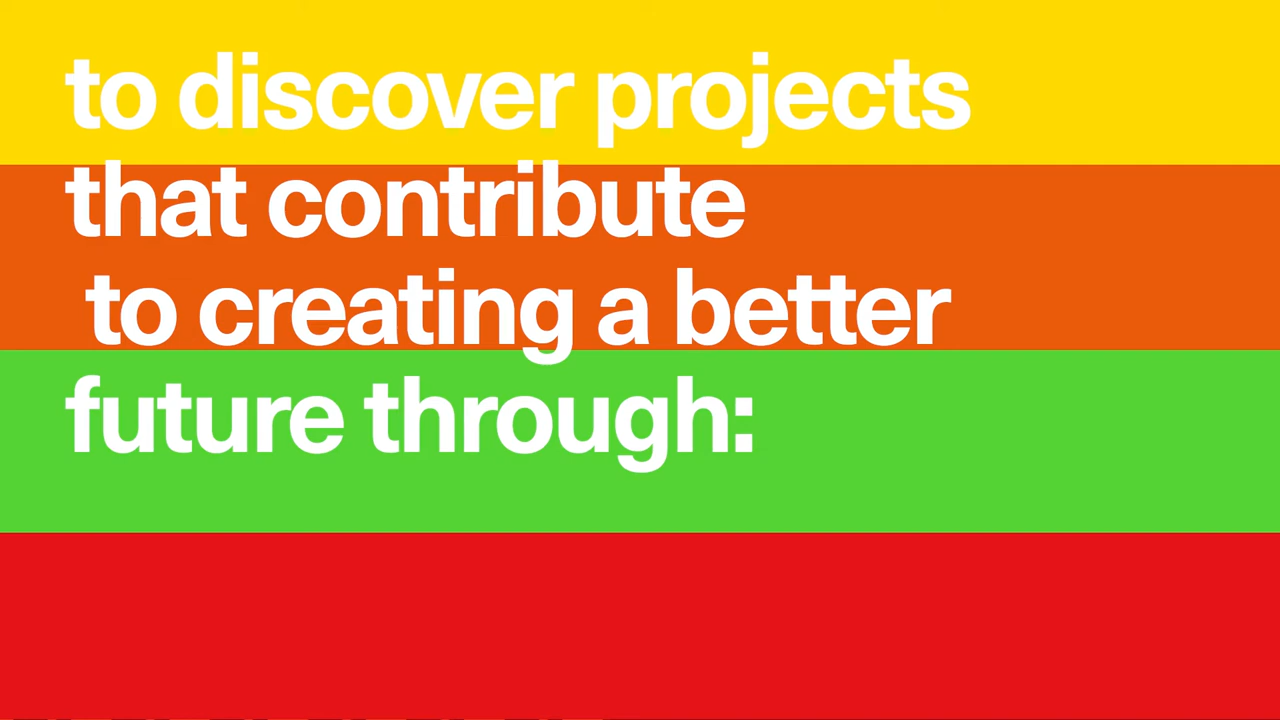 to discover projects
that contribute
to creating a better
future through: